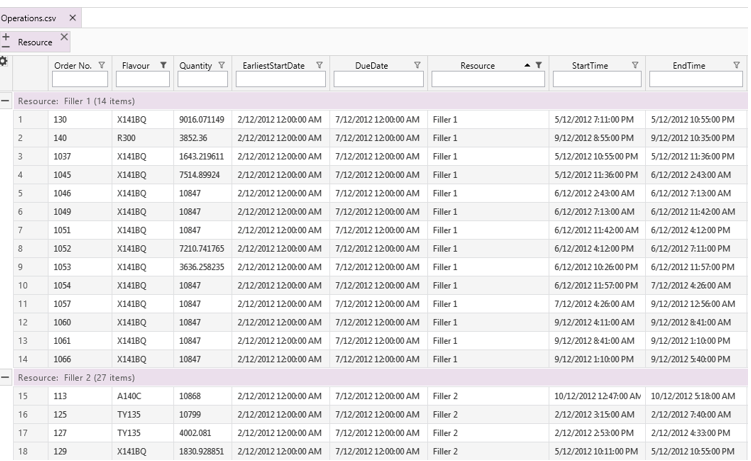 Operations.csv ×
+ − Resource ×
Order No. Flavour Quantity EarliestStartDate DueDate Resource StartTime EndTime
Resource: Filler 1 (14 items)
1 130 X141BQ 9016.071149 2/12/2012 12:00:00 AM 7/12/2012 12:00:00 AM Filler 1 5/12/2012 7:11:00 PM 5/12/2012 10:55:00 PM
2 140 R300 3852.36 2/12/2012 12:00:00 AM 7/12/2012 12:00:00 AM Filler 1 9/12/2012 8:55:00 PM 9/12/2012 10:35:00 PM
3 1037 X141BQ 1643.219611 2/12/2012 12:00:00 AM 7/12/2012 12:00:00 AM Filler 1 5/12/2012 10:55:00 PM 5/12/2012 11:36:00 PM
4 1045 X141BQ 7514.89924 2/12/2012 12:00:00 AM 7/12/2012 12:00:00 AM Filler 1 5/12/2012 11:36:00 PM 6/12/2012 2:43:00 AM
5 1046 X141BQ 10847 2/12/2012 12:00:00 AM 7/12/2012 12:00:00 AM Filler 1 6/12/2012 2:43:00 AM 6/12/2012 7:13:00 AM
6 1049 X141BQ 10847 2/12/2012 12:00:00 AM 7/12/2012 12:00:00 AM Filler 1 6/12/2012 7:13:00 AM 6/12/2012 11:42:00 AM
7 1051 X141BQ 10847 2/12/2012 12:00:00 AM 7/12/2012 12:00:00 AM Filler 1 6/12/2012 11:42:00 AM 6/12/2012 4:12:00 PM
8 1052 X141BQ 7210.741765 2/12/2012 12:00:00 AM 7/12/2012 12:00:00 AM Filler 1 6/12/2012 4:12:00 PM 6/12/2012 7:11:00 PM
9 1053 X141BQ 3636.258235 2/12/2012 12:00:00 AM 7/12/2012 12:00:00 AM Filler 1 6/12/2012 10:26:00 PM 6/12/2012 11:57:00 PM
10 1054 X141BQ 10847 2/12/2012 12:00:00 AM 7/12/2012 12:00:00 AM Filler 1 6/12/2012 11:57:00 PM 7/12/2012 4:26:00 AM
11 1057 X141BQ 10847 2/12/2012 12:00:00 AM 7/12/2012 12:00:00 AM Filler 1 7/12/2012 4:26:00 AM 9/12/2012 12:56:00 AM
12 1060 X141BQ 10847 2/12/2012 12:00:00 AM 7/12/2012 12:00:00 AM Filler 1 9/12/2012 4:11:00 AM 9/12/2012 8:41:00 AM
13 1061 X141BQ 10847 2/12/2012 12:00:00 AM 7/12/2012 12:00:00 AM Filler 1 9/12/2012 8:41:00 AM 9/12/2012 1:10:00 PM
14 1066 X141BQ 10847 2/12/2012 12:00:00 AM 7/12/2012 12:00:00 AM Filler 1 9/12/2012 1:10:00 PM 9/12/2012 5:40:00 PM
Resource: Filler 2 (27 items)
15 113 A140C 10868 2/12/2012 12:00:00 AM 7/12/2012 12:00:00 AM Filler 2 10/12/2012 12:47:00 AM 10/12/2012 5:18:00 AM
16 125 TY135 10799 2/12/2012 12:00:00 AM 7/12/2012 12:00:00 AM Filler 2 2/12/2012 3:15:00 AM 2/12/2012 7:40:00 AM
17 127 TY135 4002.081 2/12/2012 12:00:00 AM 7/12/2012 12:00:00 AM Filler 2 2/12/2012 2:53:00 PM 2/12/2012 4:33:00 PM
18 129 X141BQ 1830.928851 2/12/2012 12:00:00 AM 7/12/2012 12:00:00 AM Filler 2 5/12/2012 10:11:00 PM 5/12/2012 10:55:00 PM